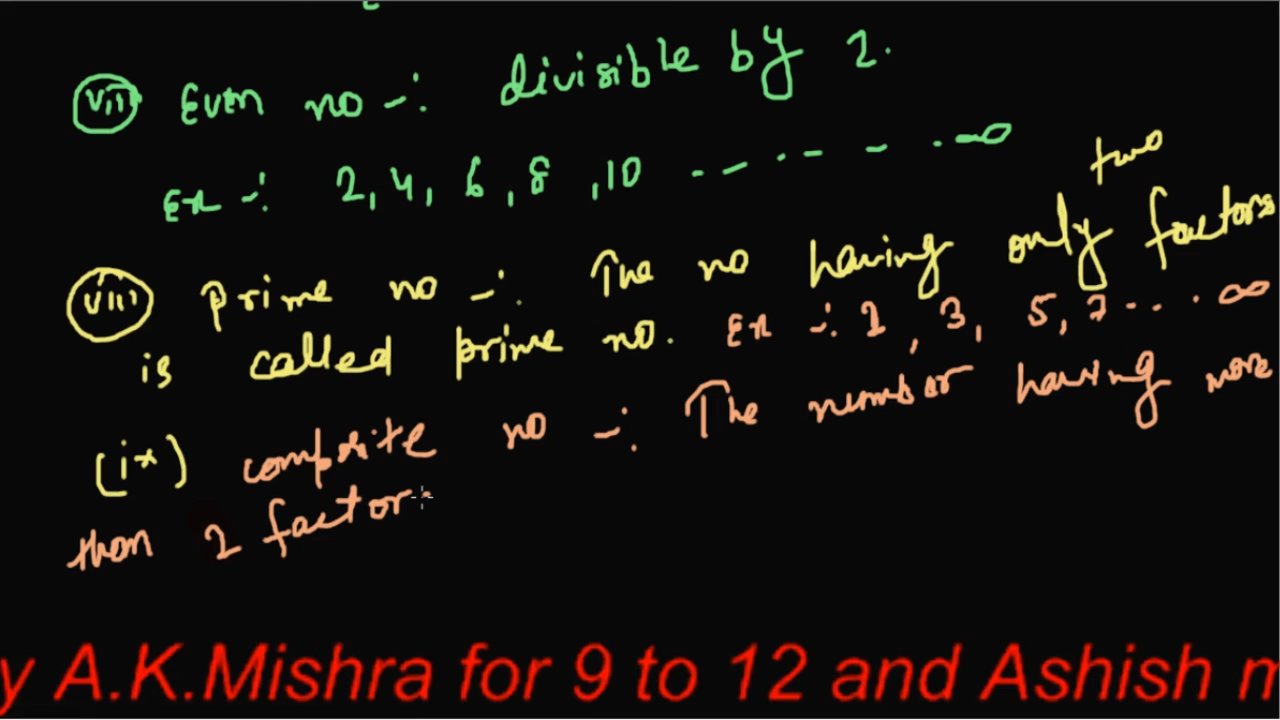 (vii) Even no -: divisible by 2.
Ex -: 2, 4, 6, 8, 10 -- . - - . - ∞
(viii) prime no -: The no having only two factors
is called prime no. Ex -: 2, 3, 5, 7 . . . ∞
(ix) composite no -: The number having more
than 2 factor
y A.K.Mishra for 9 to 12 and Ashish m